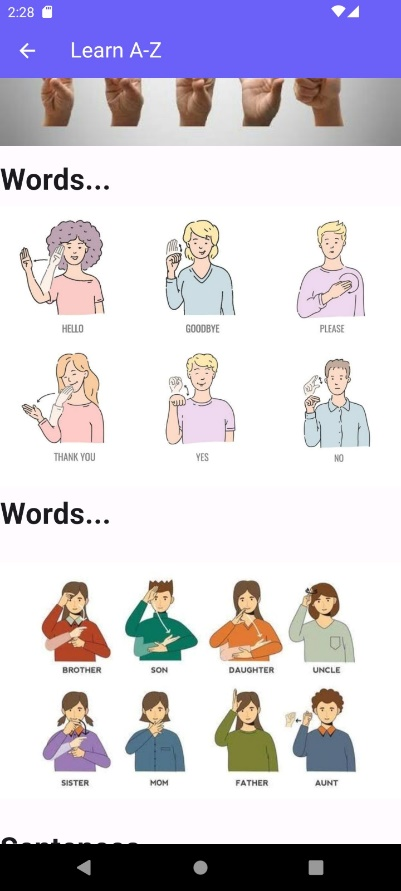 2:28
Learn A-Z
Words...
HELLO GOODBYE PLEASE
THANK YOU YES NO
Words...
BROTHER SON DAUGHTER UNCLE
SISTER MOM FATHER AUNT
Sentences